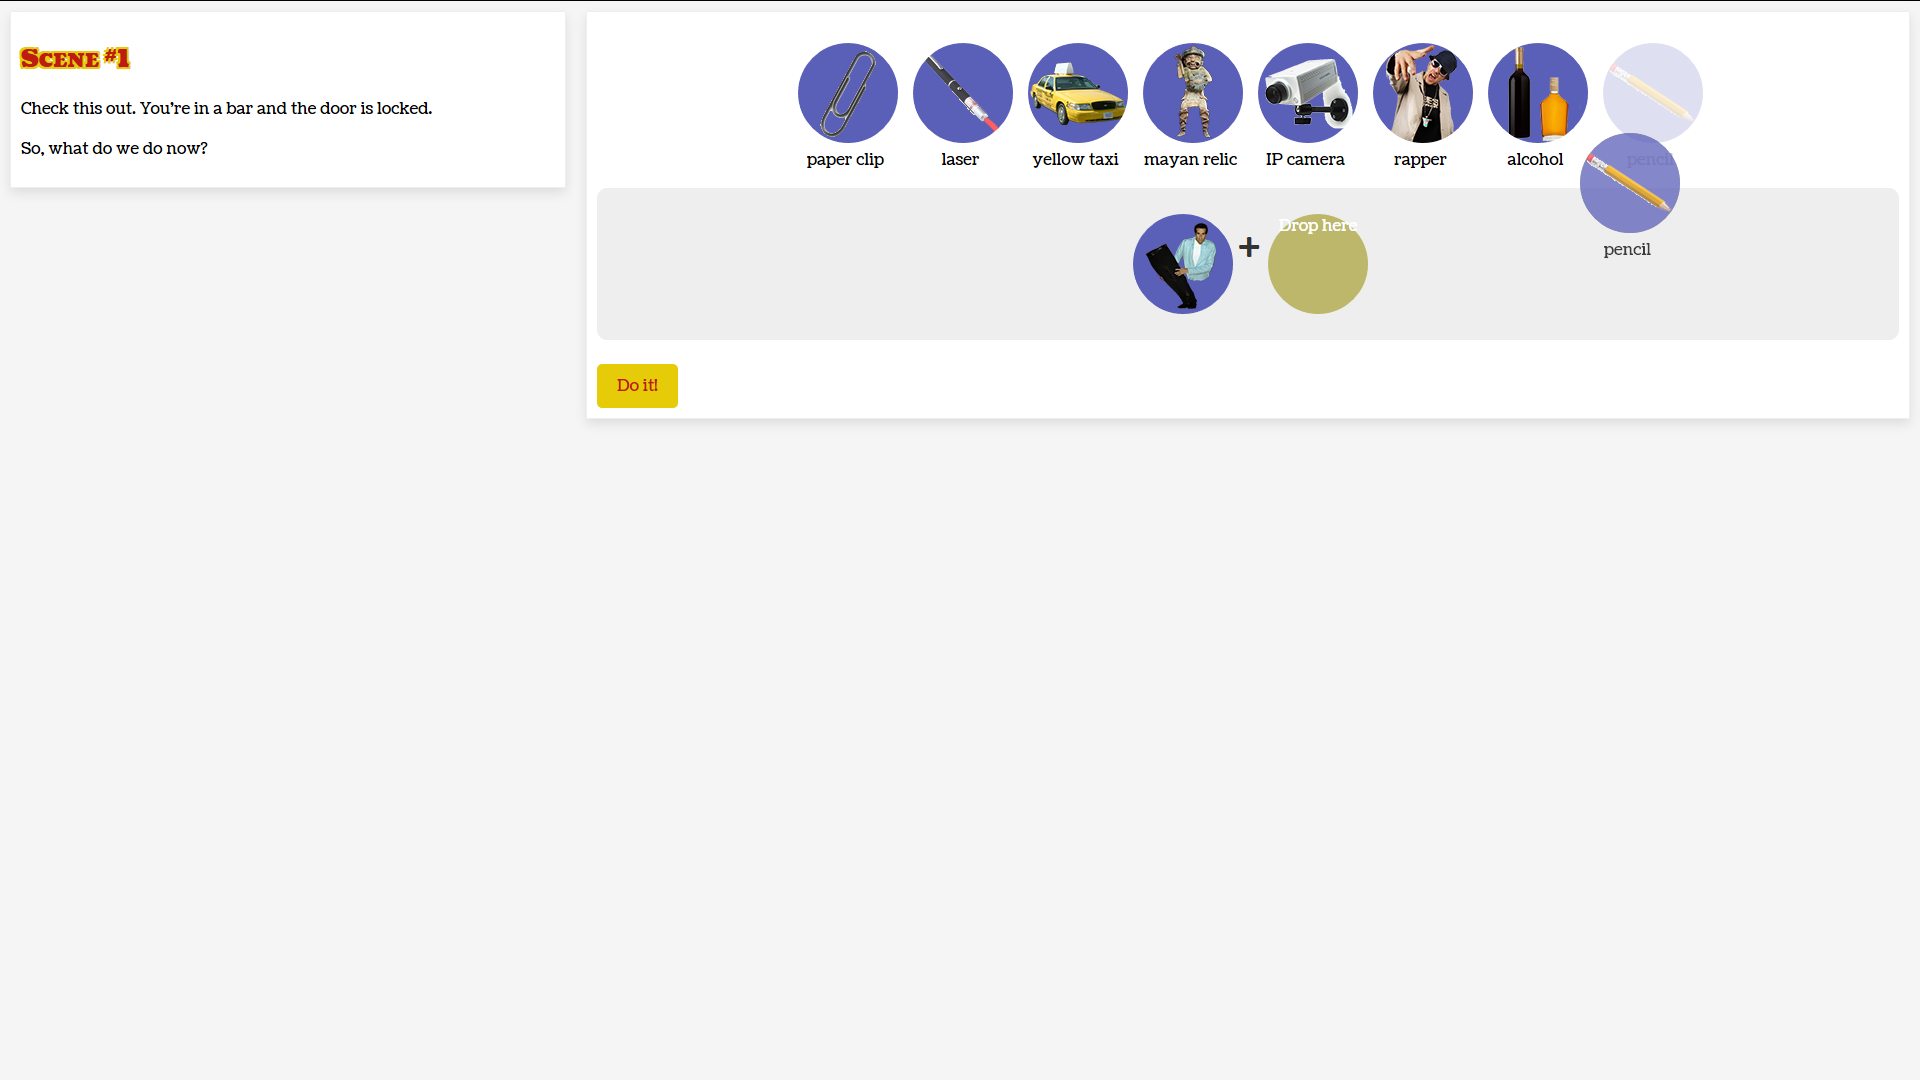 Scene #1
Check this out. You're in a bar and the door is locked.
So, what do we do now?
paper clip
laser
yellow taxi
mayan relic
IP camera
rapper
alcohol
pencil
pencil
+
Drop here
Do it!